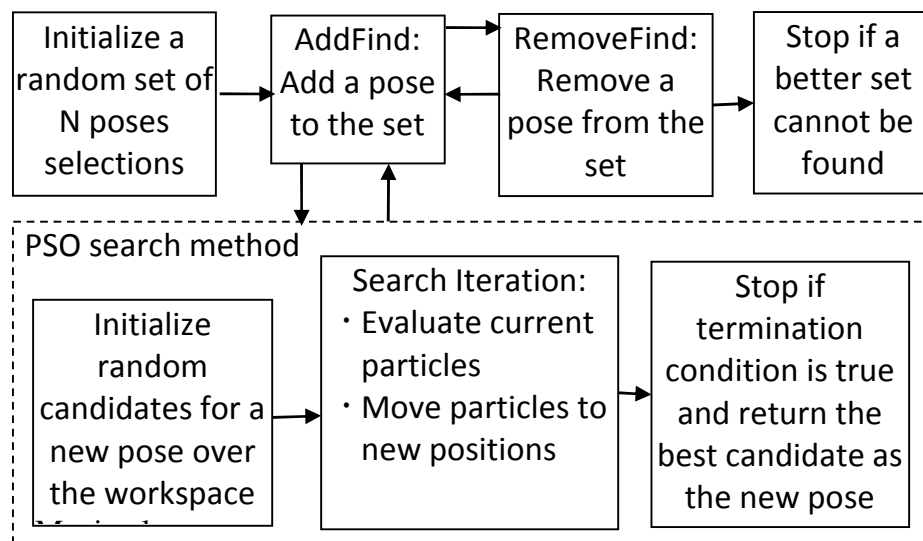 Initialize a
random set of
N poses
selections
AddFind:
Add a pose
to the set
RemoveFind:
Remove a
pose from the
set
Stop if a
better set
cannot be
found
PSO search method
Initialize
random
candidates for a
new pose over
the workspace
Search Iteration:
· Evaluate current
particles
· Move particles to
new positions
Stop if
termination
condition is true
and return the
best candidate as
the new pose